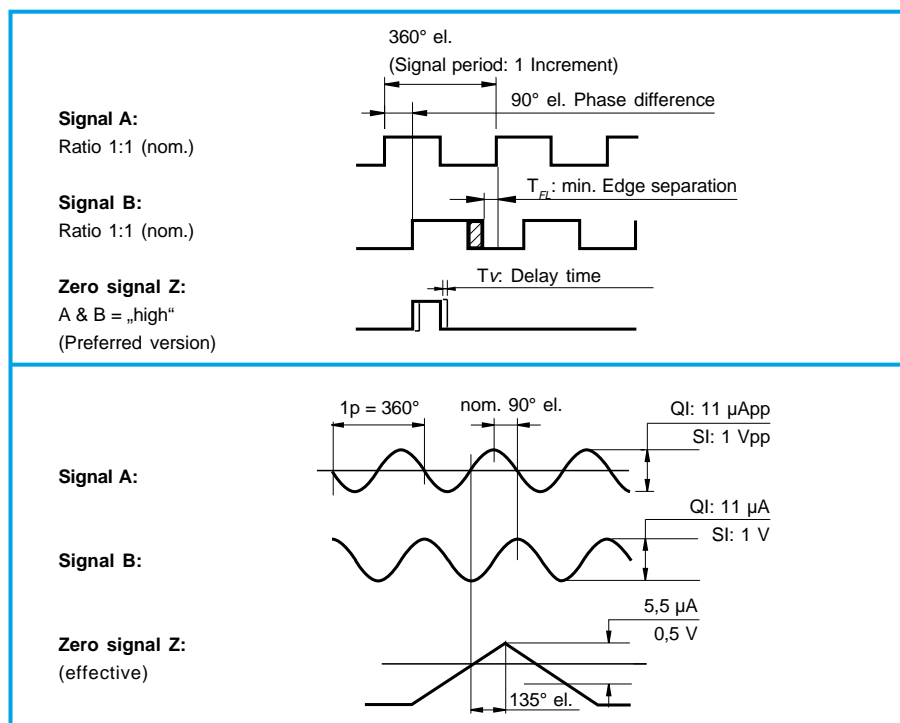 360° el.
(Signal period: 1 Increment)
90° el. Phase difference
Signal A:
Ratio 1:1 (nom.)
T_FL: min. Edge separation
Signal B:
Ratio 1:1 (nom.)
Tv: Delay time
Zero signal Z:
A & B = „high“
(Preferred version)
1p = 360°
nom. 90° el.
QI: 11 µApp
SI: 1 Vpp
Signal A:
QI: 11 µA
SI: 1 V
Signal B:
5,5 µA
0,5 V
Zero signal Z:
(effective)
135° el.